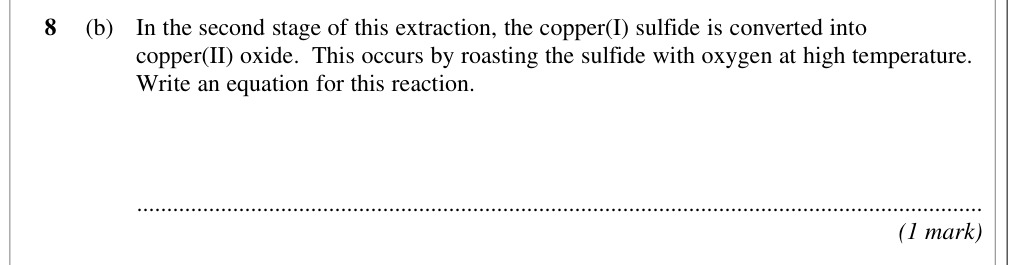 8 (b) In the second stage of this extraction, the copper(I) sulfide is converted into
copper(II) oxide. This occurs by roasting the sulfide with oxygen at high temperature.
Write an equation for this reaction.
....................................................................................................................................................
(1 mark)